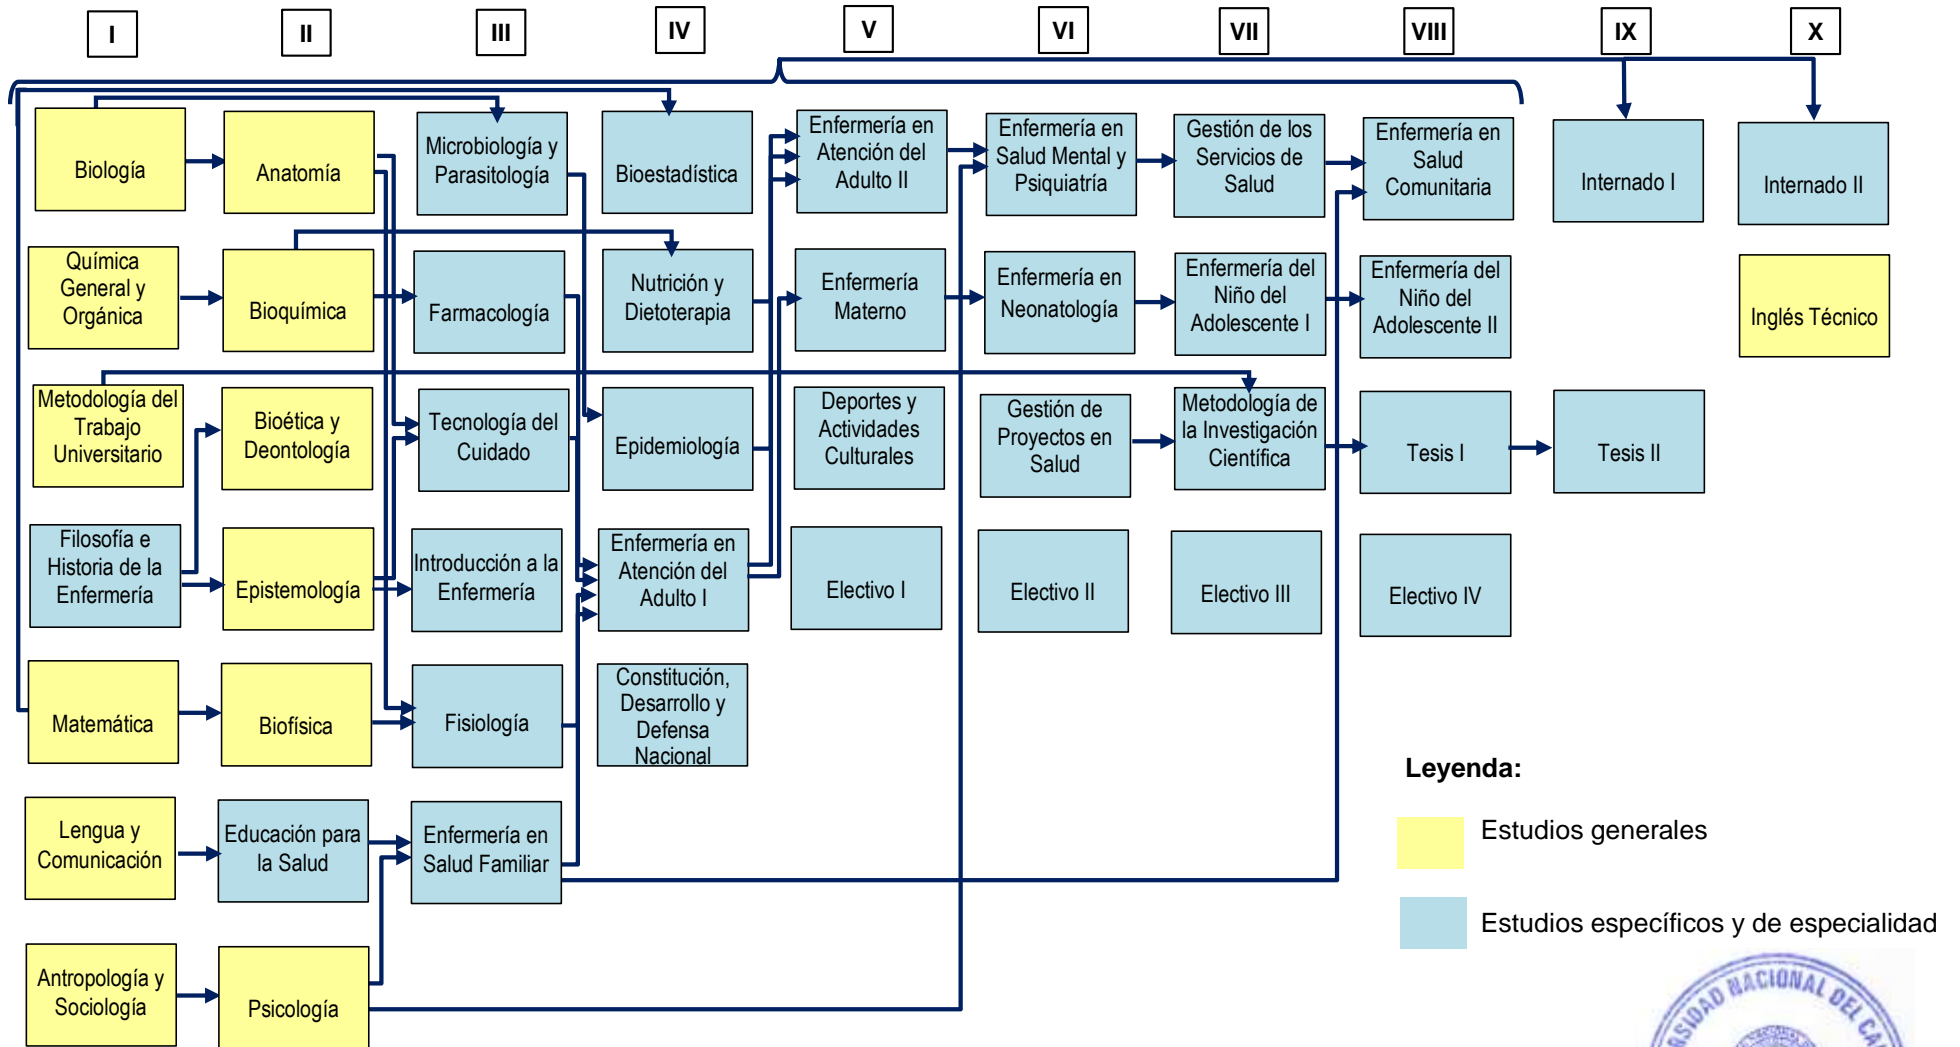 I
II
III
IV
V
VI
VII
VIII
IX
X
Biología
Anatomía
Microbiología y
Parasitología
Bioestadística
Enfermería en
Atención del
Adulto II
Enfermería en
Salud Mental y
Psiquiatría
Gestión de los
Servicios de
Salud
Enfermería en
Salud
Comunitaria
Internado I
Internado II
Química
General y
Orgánica
Bioquímica
Farmacología
Nutrición y
Dietoterapia
Enfermería
Materno
Enfermería en
Neonatología
Enfermería del
Niño del
Adolescente I
Enfermería del
Niño del
Adolescente II
Inglés Técnico
Metodología del
Trabajo
Universitario
Bioética y
Deontología
Tecnología del
Cuidado
Epidemiología
Deportes y
Actividades
Culturales
Gestión de
Proyectos en
Salud
Metodología de
la Investigación
Científica
Tesis I
Tesis II
Filosofía e
Historia de la
Enfermería
Epistemología
Introducción a la
Enfermería
Enfermería en
Atención del
Adulto I
Electivo I
Electivo II
Electivo III
Electivo IV
Matemática
Biofísica
Fisiología
Constitución,
Desarrollo y
Defensa
Nacional
Lengua y
Comunicación
Educación para
la Salud
Enfermería en
Salud Familiar
Antropología y
Sociología
Psicología
Leyenda:
Estudios generales
Estudios específicos y de especialidad
NACIONAL DEL